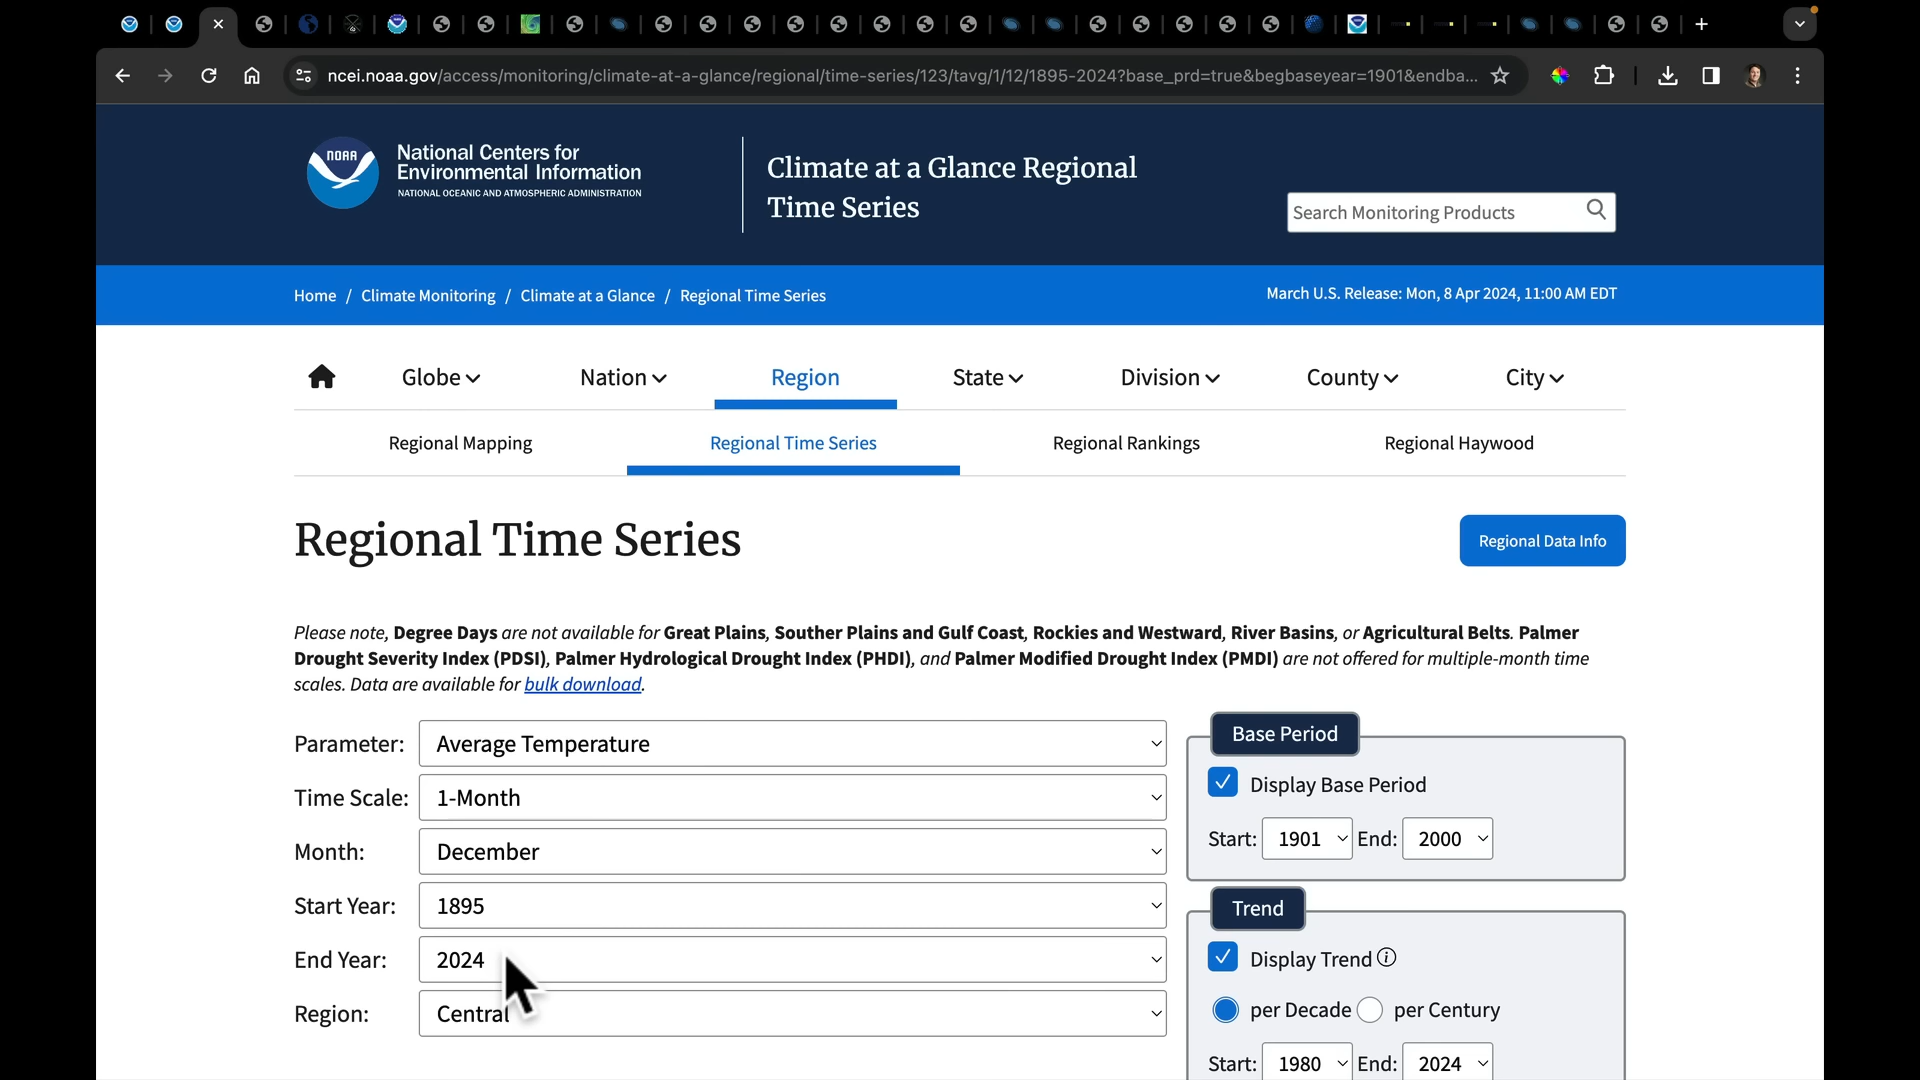 ncei.noaa.gov/access/monitoring/climate-at-a-glance/regional/time-series/123/tavg/1/12/1895-2024?base_prd=true&begbaseyear=1901&endba...
NOAA
National Centers for
Environmental Information
NATIONAL OCEANIC AND ATMOSPHERIC ADMINISTRATION
Climate at a Glance Regional
Time Series
Search Monitoring Products
Home / Climate Monitoring / Climate at a Glance / Regional Time Series
March U.S. Release: Mon, 8 Apr 2024, 11:00 AM EDT
Globe Nation Region State Division County City
Regional Mapping Regional Time Series Regional Rankings Regional Haywood
Regional Time Series
Regional Data Info
Please note, Degree Days are not available for Great Plains, Souther Plains and Gulf Coast, Rockies and Westward, River Basins, or Agricultural Belts. Palmer
Drought Severity Index (PDSI), Palmer Hydrological Drought Index (PHDI), and Palmer Modified Drought Index (PMDI) are not offered for multiple-month time
scales. Data are available for bulk download.
Parameter: Average Temperature
Time Scale: 1-Month
Month: December
Start Year: 1895
End Year: 2024
Region: Central
Base Period
Display Base Period
Start: 1901 End: 2000
Trend
Display Trend
per Decade per Century
Start: 1980 End: 2024